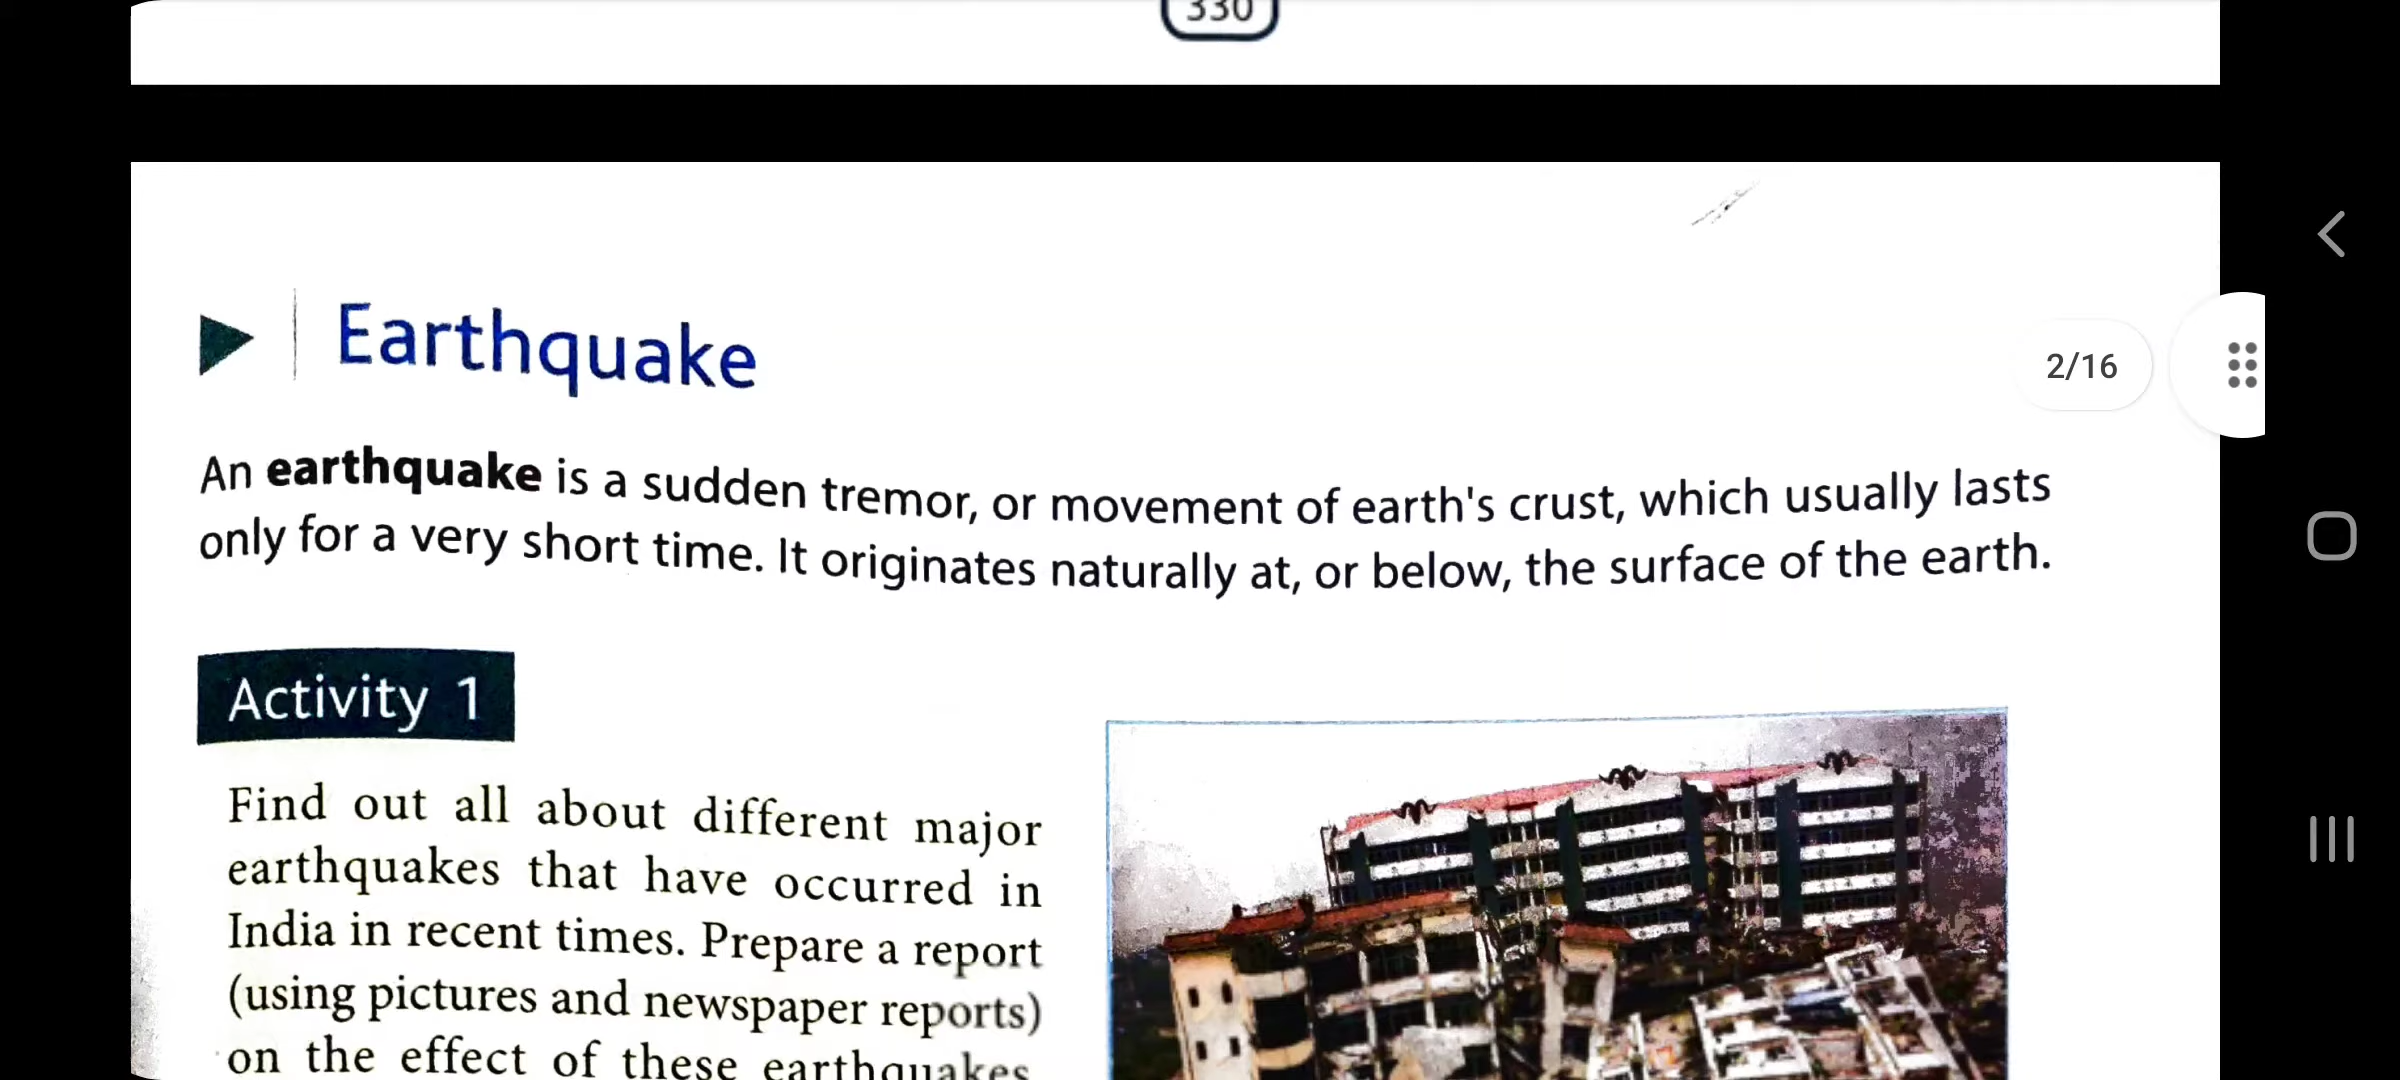 330
Earthquake
2/16
An earthquake is a sudden tremor, or movement of earth's crust, which usually lasts
only for a very short time. It originates naturally at, or below, the surface of the earth.
Activity 1
Find out all about different major
earthquakes that have occurred in
India in recent times. Prepare a report
(using pictures and newspaper reports)
on the effect of these earthquakes